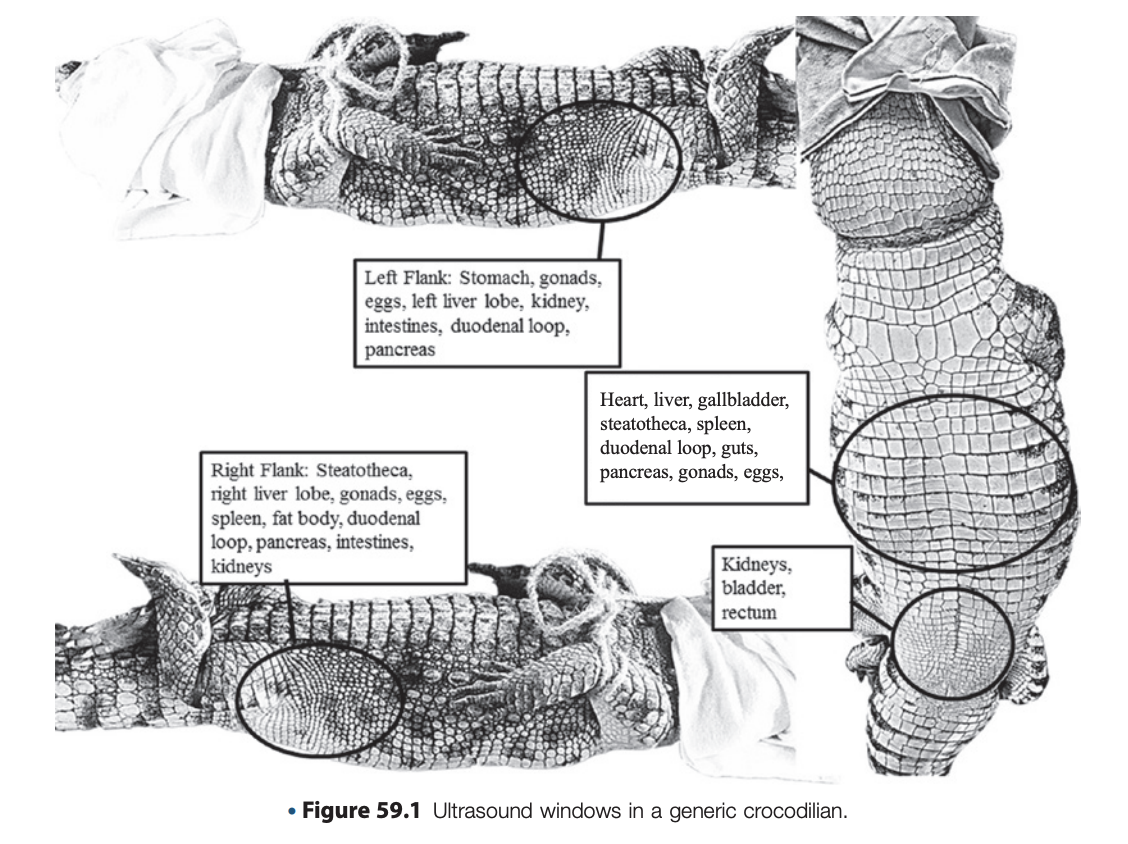 Left Flank: Stomach, gonads,
eggs, left liver lobe, kidney,
intestines, duodenal loop,
pancreas
Heart, liver, gallbladder,
steatotheca, spleen,
duodenal loop, guts,
pancreas, gonads, eggs,
Right Flank: Steatotheca,
right liver lobe, gonads, eggs,
spleen, fat body, duodenal
loop, pancreas, intestines,
kidneys
Kidneys,
bladder,
rectum
• Figure 59.1 Ultrasound windows in a generic crocodilian.